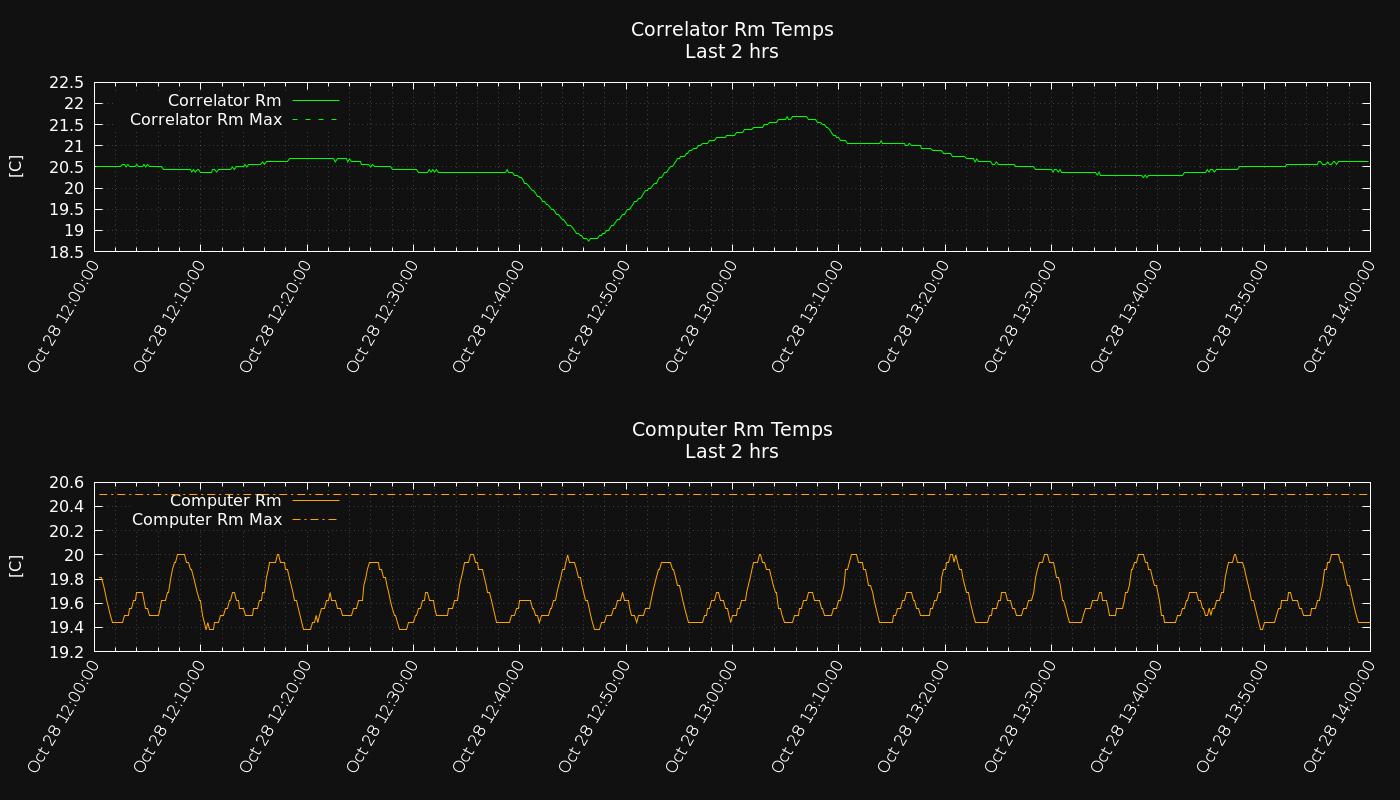 Correlator Rm Temps
Last 2 hrs
22.5
22
21.5
21
20.5
20
19.5
19
18.5
[C]
Correlator Rm
Correlator Rm Max
Oct 28 12:00:00
Oct 28 12:10:00
Oct 28 12:20:00
Oct 28 12:30:00
Oct 28 12:40:00
Oct 28 12:50:00
Oct 28 13:00:00
Oct 28 13:10:00
Oct 28 13:20:00
Oct 28 13:30:00
Oct 28 13:40:00
Oct 28 13:50:00
Oct 28 14:00:00
Computer Rm Temps
Last 2 hrs
20.6
20.4
20.2
20
19.8
19.6
19.4
19.2
[C]
Computer Rm
Computer Rm Max
Oct 28 12:00:00
Oct 28 12:10:00
Oct 28 12:20:00
Oct 28 12:30:00
Oct 28 12:40:00
Oct 28 12:50:00
Oct 28 13:00:00
Oct 28 13:10:00
Oct 28 13:20:00
Oct 28 13:30:00
Oct 28 13:40:00
Oct 28 13:50:00
Oct 28 14:00:00